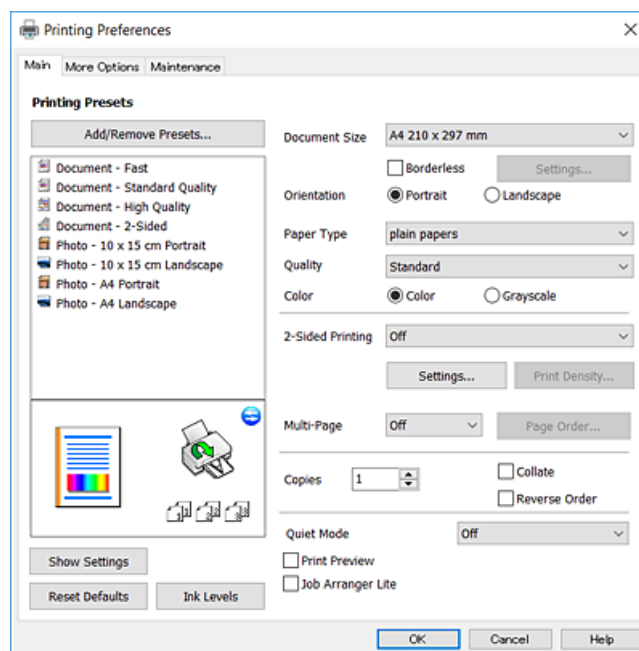 Printing Preferences
Main More Options Maintenance
Printing Presets
Add/Remove Presets...
Document - Fast
Document - Standard Quality
Document - High Quality
Document - 2-Sided
Photo - 10 x 15 cm Portrait
Photo - 10 x 15 cm Landscape
Photo - A4 Portrait
Photo - A4 Landscape
Show Settings
Reset Defaults Ink Levels
Document Size A4 210 x 297 mm
Borderless Settings...
Orientation Portrait Landscape
Paper Type plain papers
Quality Standard
Color Color Grayscale
2-Sided Printing Off
Settings... Print Density...
Multi-Page Off Page Order...
Copies 1 Collate
Reverse Order
Quiet Mode Off
Print Preview
Job Arranger Lite
OK Cancel Help